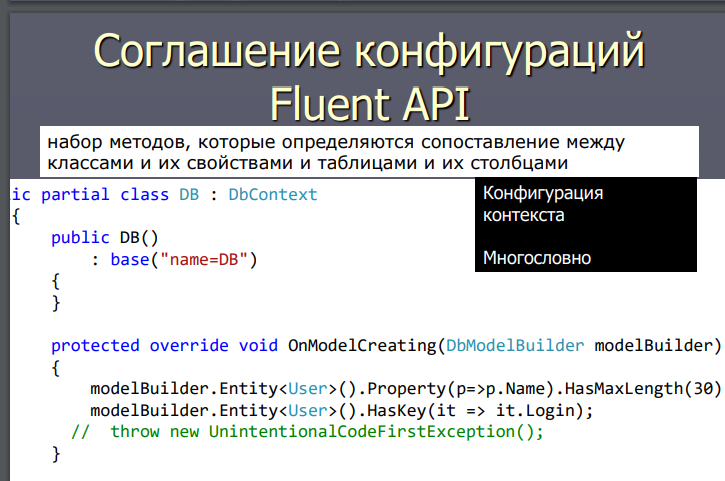 Соглашение конфигураций
Fluent API
набор методов, которые определяются сопоставление между
классами и их свойствами и таблицами и их столбцами
ic partial class DB : DbContext
{
public DB()
: base("name=DB")
{
}
Конфигурация
контекста
Многословно
protected override void OnModelCreating(DbModelBuilder modelBuilder)
{
modelBuilder.Entity<User>().Property(p=>p.Name).HasMaxLength(30)
modelBuilder.Entity<User>().HasKey(it => it.Login);
// throw new UnintentionalCodeFirstException();
}